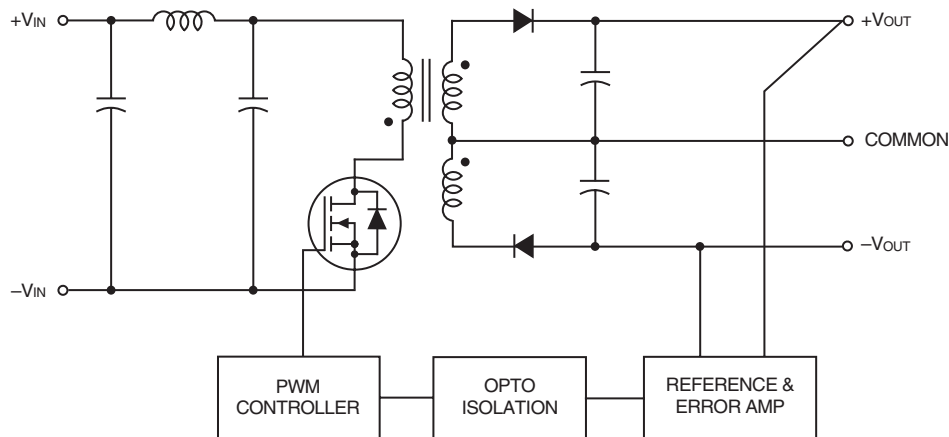 +VIN
+VOUT
COMMON
–VOUT
–VIN
PWM
CONTROLLER
OPTO
ISOLATION
REFERENCE &
ERROR AMP